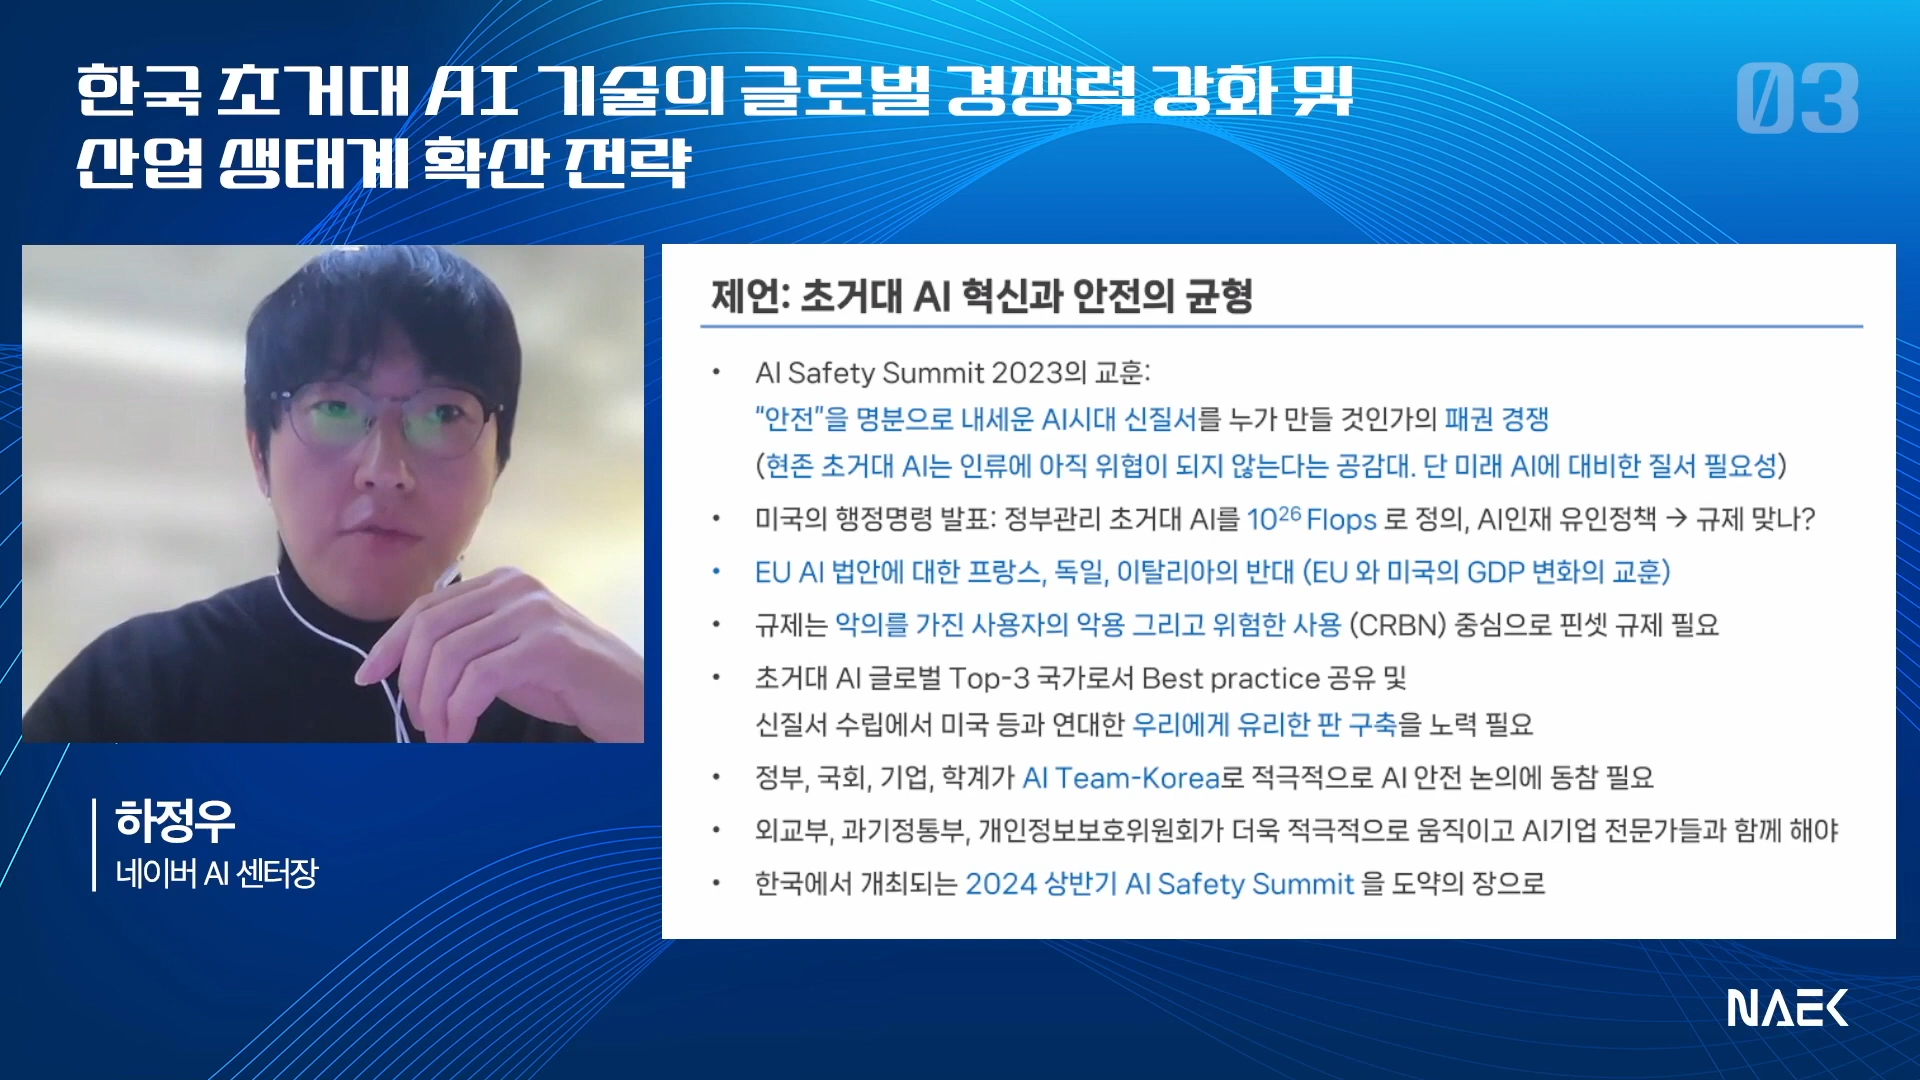 한국 초거대 AI 기술의 글로벌 경쟁력 강화 및
산업 생태계 확산 전략
03
제언: 초거대 AI 혁신과 안전의 균형
• AI Safety Summit 2023의 교훈:
“안전”을 명분으로 내세운 AI시대 신질서를 누가 만들 것인가의 패권 경쟁
(현존 초거대 AI는 인류에 아직 위협이 되지 않는다는 공감대. 단 미래 AI에 대비한 질서 필요성)
• 미국의 행정명령 발표: 정부관리 초거대 AI를 10²⁶ Flops 로 정의, AI인재 유인정책 → 규제 맞나?
• EU AI 법안에 대한 프랑스, 독일, 이탈리아의 반대 (EU 와 미국의 GDP 변화의 교훈)
• 규제는 악의를 가진 사용자의 악용 그리고 위험한 사용 (CRBN) 중심으로 핀셋 규제 필요
• 초거대 AI 글로벌 Top-3 국가로서 Best practice 공유 및
신질서 수립에서 미국 등과 연대한 우리에게 유리한 판 구축을 노력 필요
• 정부, 국회, 기업, 학계가 AI Team-Korea로 적극적으로 AI 안전 논의에 동참 필요
• 외교부, 과기정통부, 개인정보보호위원회가 더욱 적극적으로 움직이고 AI기업 전문가들과 함께 해야
• 한국에서 개최되는 2024 상반기 AI Safety Summit 을 도약의 장으로
하정우
네이버 AI 센터장
NAEK